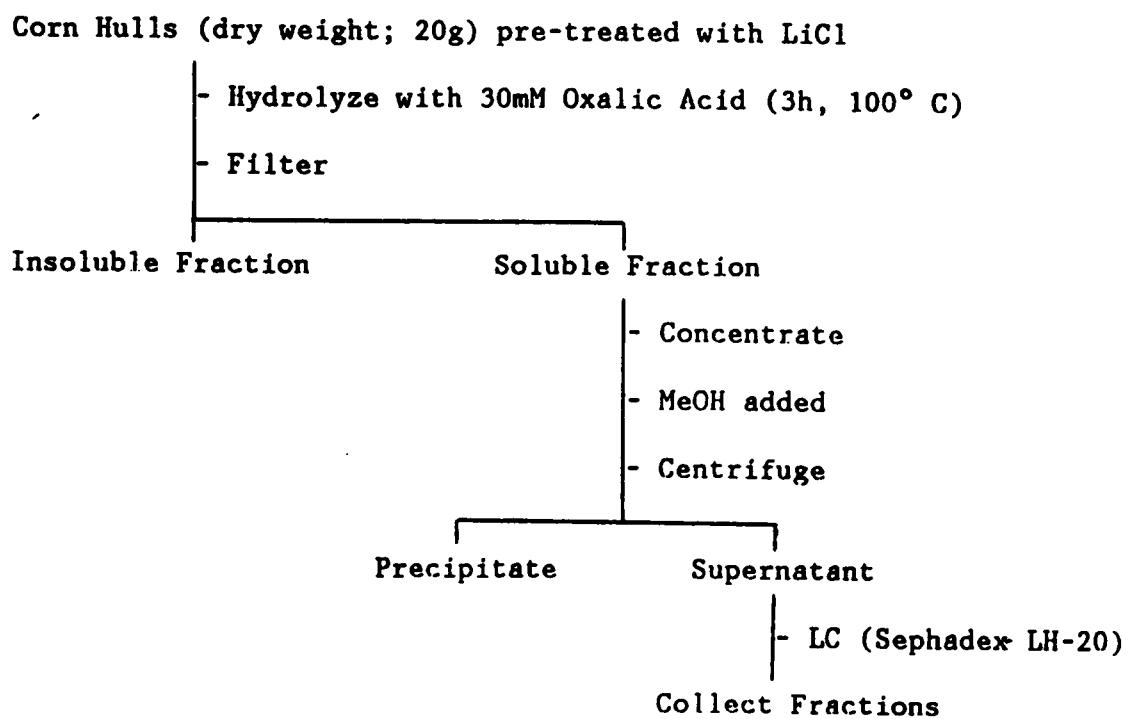 Corn Hulls (dry weight; 20g) pre-treated with LiCl
- Hydrolyze with 30mM Oxalic Acid (3h, 100° C)
- Filter
Insoluble Fraction
Soluble Fraction
- Concentrate
- MeOH added
- Centrifuge
Precipitate
Supernatant
- LC (Sephadex LH-20)
Collect Fractions